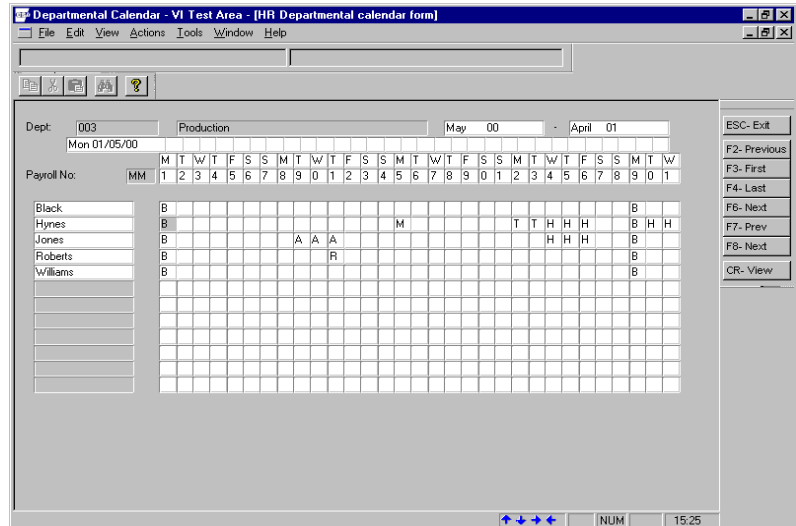 Departmental Calendar - VI Test Area - [HR Departmental calendar form]
File Edit View Actions Tools Window Help
Dept: 003 Production May 00 - April 01
Mon 01/05/00
M T W T F S S M T W T F S S M T W T F S S M T W T F S S M T W
Payroll No: MM 1 2 3 4 5 6 7 8 9 0 1 2 3 4 5 6 7 8 9 0 1 2 3 4 5 6 7 8 9 0 1
Black B B
Hynes B M T T H H H B H H
Jones B A A A H H H B
Roberts B R B
Williams B B
ESC- Exit
F2- Previous
F3- First
F4- Last
F6- Next
F7- Prev
F8- Next
CR- View
NUM 15:25